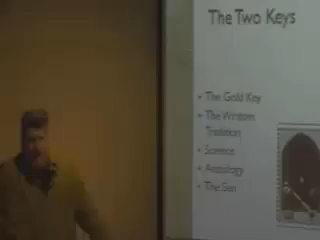 The Two Keys
• The Gold Key
• The Written
Tradition
• Science
• Astrology
• The Sun